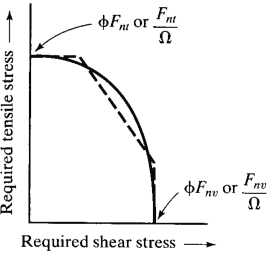 ϕF_nt or F_nt/Ω
Required tensile stress
ϕF_nv or F_nv/Ω
Required shear stress